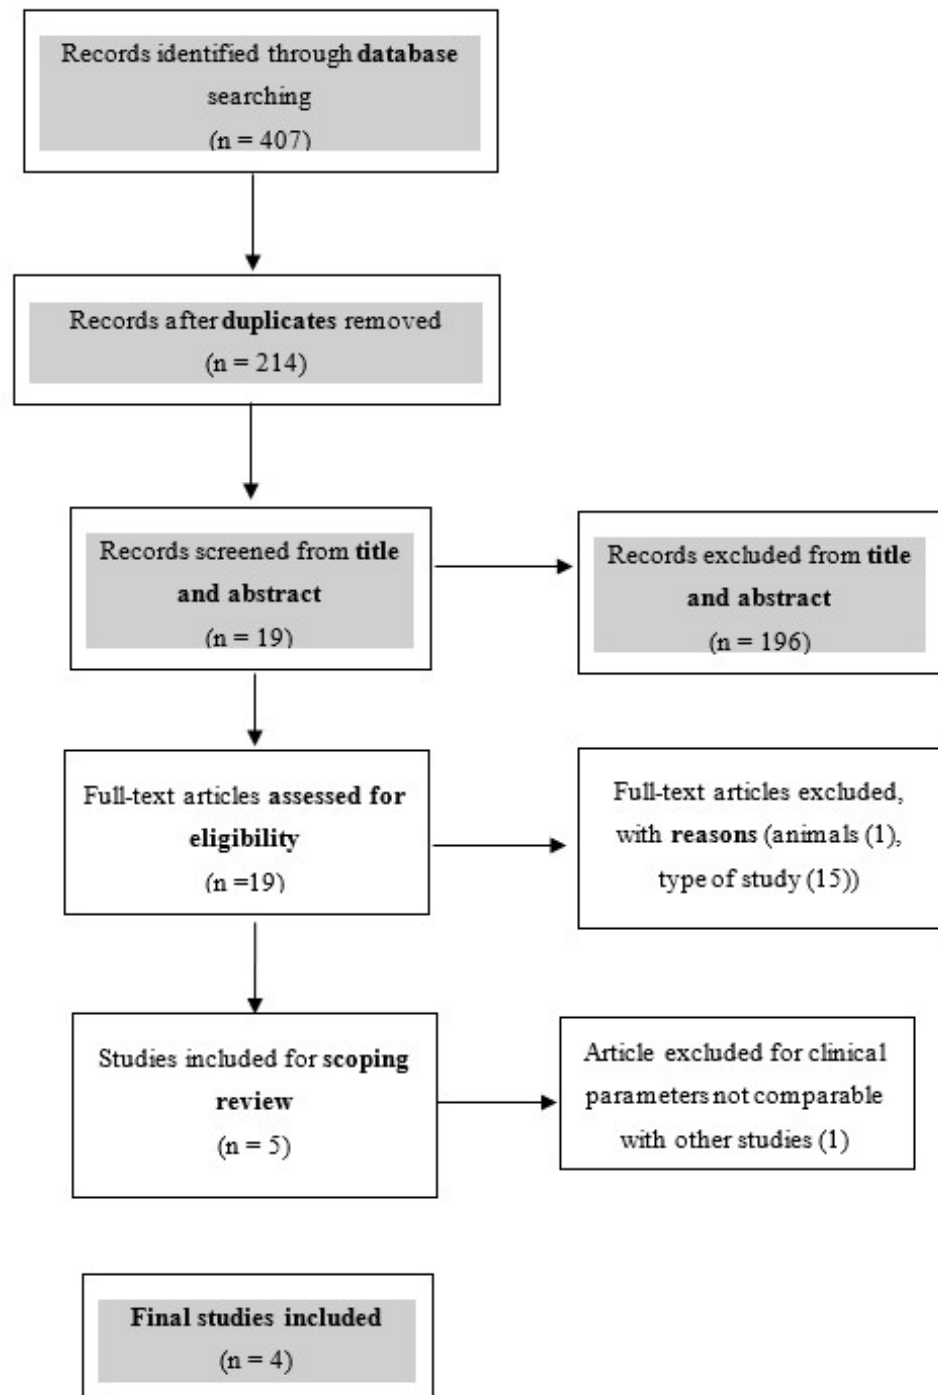 Records identified through database
searching
(n = 407)
Records after duplicates removed
(n = 214)
Records screened from title
and abstract
(n = 19)
Records excluded from title
and abstract
(n = 196)
Full-text articles assessed for
eligibility
(n =19)
Full-text articles excluded,
with reasons (animals (1),
type of study (15))
Studies included for scoping
review
(n = 5)
Article excluded for clinical
parameters not comparable
with other studies (1)
Final studies included
(n = 4)